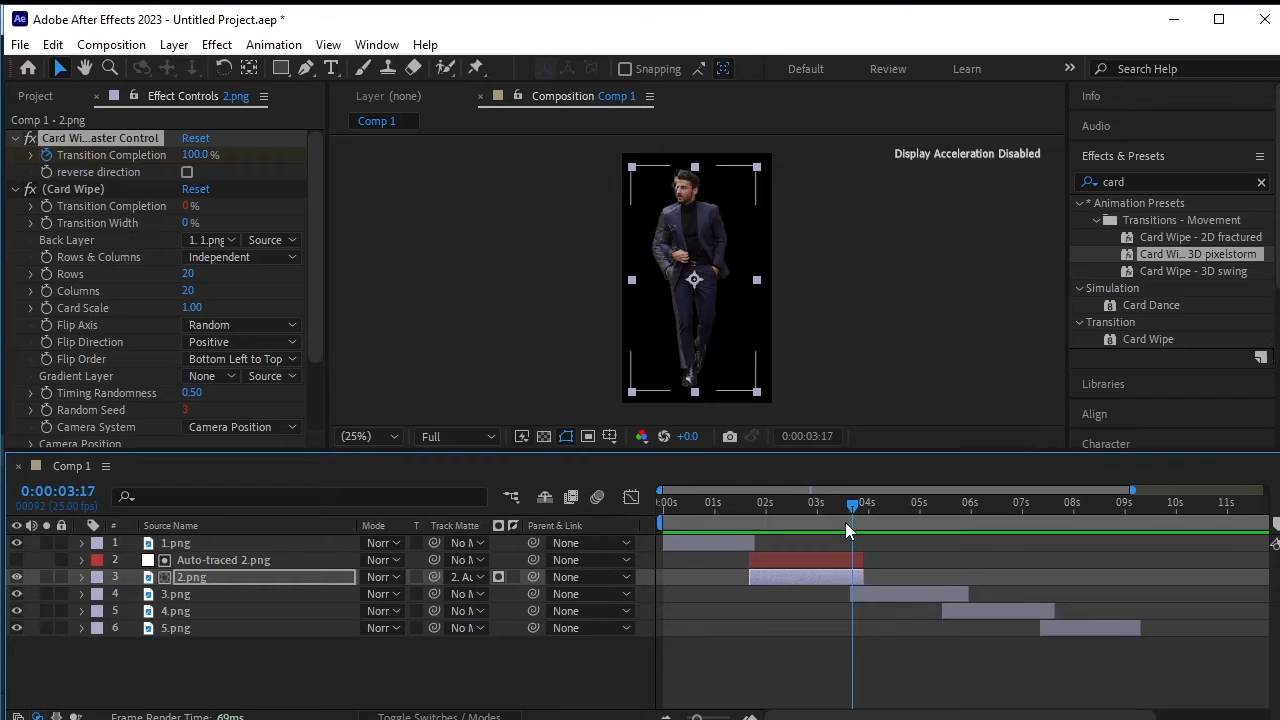 Ae Adobe After Effects 2023 - Untitled Project.aep *
File Edit Composition Layer Effect Animation View Window Help
Snapping Default Review Learn Search Help
Project Effect Controls 2.png
Layer (none) Composition Comp 1
Info
Comp 1 • 2.png
Comp 1
Audio
Card Wi...aster Control Reset
Display Acceleration Disabled
Transition Completion 100.0 %
Effects & Presets
reverse direction
card
(Card Wipe) Reset
* Animation Presets
Transition Completion 0 %
Transitions - Movement
Transition Width 0 %
Card Wipe - 2D fractured
Back Layer 1. 1.png Source
Card Wi... 3D pixelstorm
Rows & Columns Independent
Card Wipe - 3D swing
Rows 20
Simulation
Columns 20
Card Dance
Card Scale 1.00
Transition
Flip Axis Random
Card Wipe
Flip Direction Positive
Flip Order Bottom Left to Top
Gradient Layer None Source
Libraries
Timing Randomness 0.50
Random Seed 3
Align
Camera System Camera Position
(25%) Full +0.0 0:00:03:17
Camera Position
Character
Comp 1
0:00:03:17
00092 (25.00 fps)
:00s 01s 02s 03s 04s 05s 06s 07s 08s 09s 10s 11s
# Source Name Mode T Track Matte Parent & Link
1 1.png Norr No M None
2 Auto-traced 2.png Norr No M None
3 2.png Norr 2. Au None
4 3.png Norr No M None
5 4.png Norr No M None
6 5.png Norr No M None
Frame Render Time 69ms Toggle Switches / Modes